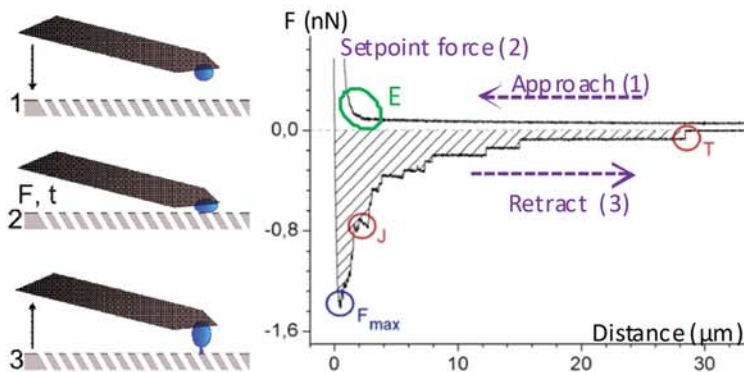 1
F, t
2
3
F (nN)
Setpoint force (2)
E
Approach (1)
0,0
T
Retract (3)
-0,8
J
Fmax
-1,6
Distance (μm)
0
10
20
30